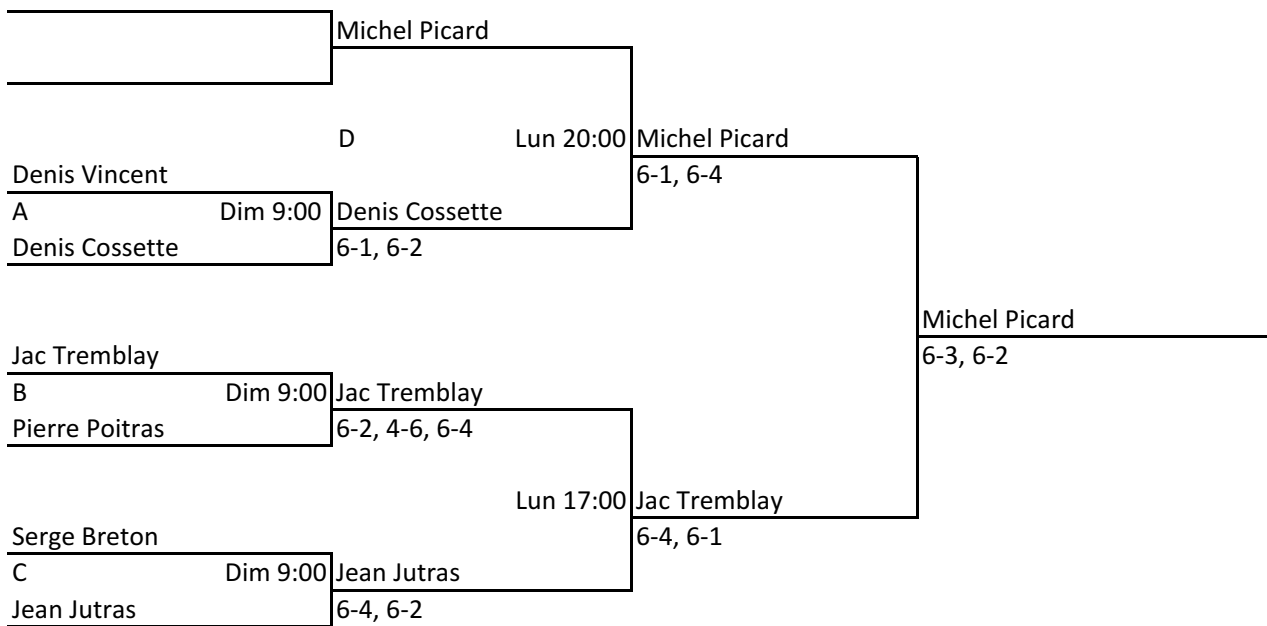 Michel Picard
D Lun 20:00 Michel Picard
Denis Vincent 6-1, 6-4
A Dim 9:00 Denis Cossette
Denis Cossette 6-1, 6-2
Michel Picard
Jac Tremblay 6-3, 6-2
B Dim 9:00 Jac Tremblay
Pierre Poitras 6-2, 4-6, 6-4
Lun 17:00 Jac Tremblay
Serge Breton 6-4, 6-1
C Dim 9:00 Jean Jutras
Jean Jutras 6-4, 6-2